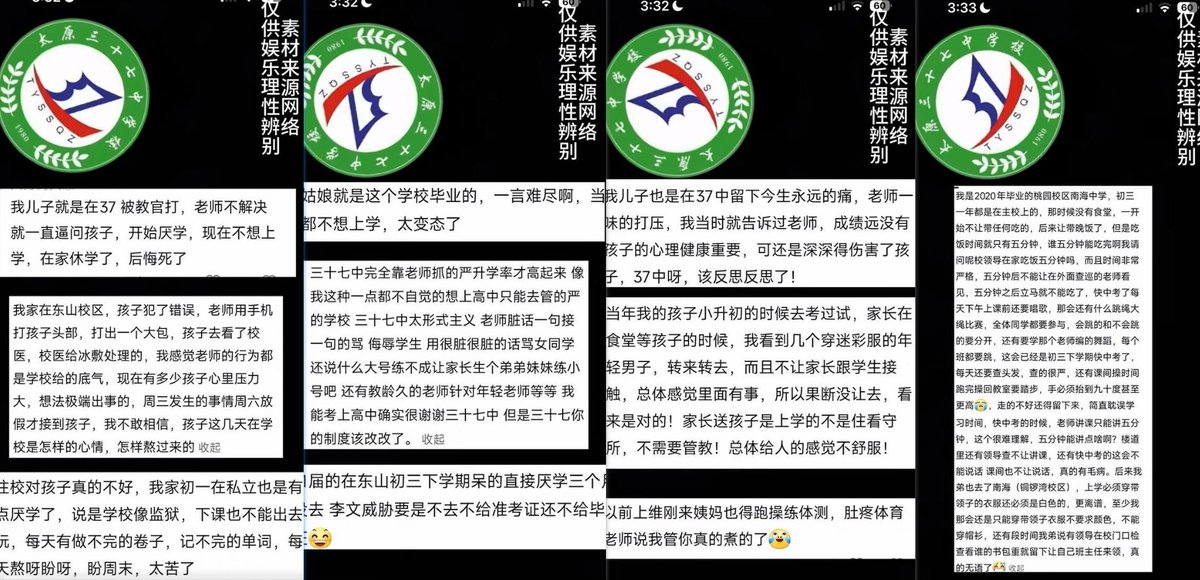 3:32
仅供娱乐理性辨别
素材来源网络
太原三十七中学校
TYSSQZ
1980
我儿子就是在37 被教官打，老师不解决
就一直逼问孩子，开始厌学，现在不想上
学，在家休学了，后悔死了
我家在东山校区，孩子犯了错误，老师用手机
打孩子头部，打出一个大包，孩子去看了校
医，校医给冰敷处理的，我感觉老师的行为都
是学校给的底气，现在有多少孩子心里压力
大，想法极端出事的，周三发生的事情周六放
假才接到孩子，我不敢相信，孩子这几天在学
校是怎样的心情，怎样熬过来的 收起
住校对孩子真的不好，我家初一在私立也是有
点厌学了，说是学校像监狱，下课也不能出去
玩，每天有做不完的卷子，记不完的单词，每
天熬呀盼呀，盼周末，太苦了
3:32
60
仅供娱乐理性辨别
素材来源网络
太原三十七中学校
TYSSQZ
1980
姑娘就是这个学校毕业的，一言难尽啊，当
都不想上学，太变态了
三十七中完全靠老师抓的严升学率才高起来 像
我这种一点都不自觉的想上高中只能去管的严
的学校 三十七中太形式主义 老师脏话一句接
一句的骂 侮辱学生 用很脏很脏的话骂女同学
还说什么大号练不成让家长生个弟弟妹妹练小
号吧 还有教龄久的老师针对年轻老师等等 我
能考上高中确实很谢谢三十七中 但是三十七你
的制度该改改了。 收起
届的在东山初三下学期呆的直接厌学三个月
去 李文威胁要是不去不给准考证还不给毕
😅
3:32
60
仅供娱乐理性辨别
素材来源网络
太原三十七中学校
TYSSQZ
1980
我儿子也是在37中留下今生永远的痛，老师一
味的打压，我当时就告诉过老师，成绩远没有
孩子的心理健康重要，可还是深深得伤害了孩
子，37中呀，该反思反思了！
当年我的孩子小升初的时候去考过试，家长在
食堂等孩子的时候，我看到几个穿迷彩服的年
轻男子，转来转去，而且不让家长跟学生接
触，总体感觉里面有事，所以果断没让去，看
来是对的！家长送孩子是上学的不是住看守
所，不需要管教！总体给人的感觉不舒服！
以前上维刚来姨妈也得跑操练体测，肚疼体育
老师说我管你真的煮的了😂
3:33
60
仅供娱乐理性辨别
素材来源网络
太原三十七中学校
TYSSQZ
1980
我是2020年毕业的桃园校区南海中学，初三
一年都是在主校上的，那时候没有食堂，一开
始不让带任何吃的，后来让带晚饭了，但是吃
饭时间就只有五分钟，谁五分钟能吃完啊我请
问呢校领导在家吃饭五分钟吗，而且时间非常
严格，五分钟后不能让在外面查巡的老师看
见，五分钟之后立马就不能吃了，快中考了每
天下午上课前还要唱歌，那会还有什么跳绳大
绳比赛，全体同学都要参与，会跳的和不会跳
的要分开，还有要学那个老师编的舞蹈，每个
班都要跳，这会已经是初三下学期快中考了，
每天还要查头发，查的很严，还有课间操时间
跑完操回教室要踏步，手必须抬到九十度甚至
更高😭，走的不好还得留下来，简直耽误学
习时间，快中考的时候，老师讲课只能讲五分
钟，这个很难理解，五分钟能讲点啥啊？楼道
里还有领导查不让讲课，还有快中考的这会不
能说话 课间也不让说话，真的有毛病。后来我
弟也去了南海（铜锣湾校区），上学必须穿带
领子的衣服还必须是白色的，更离谱，至少我
那会还是只能穿带领子衣服不要求颜色，不能
穿帽衫，还有段时间我弟说有领导在校门口检
查看谁的书包重就留下让自己班主任来领，真
的无语了😂 收起